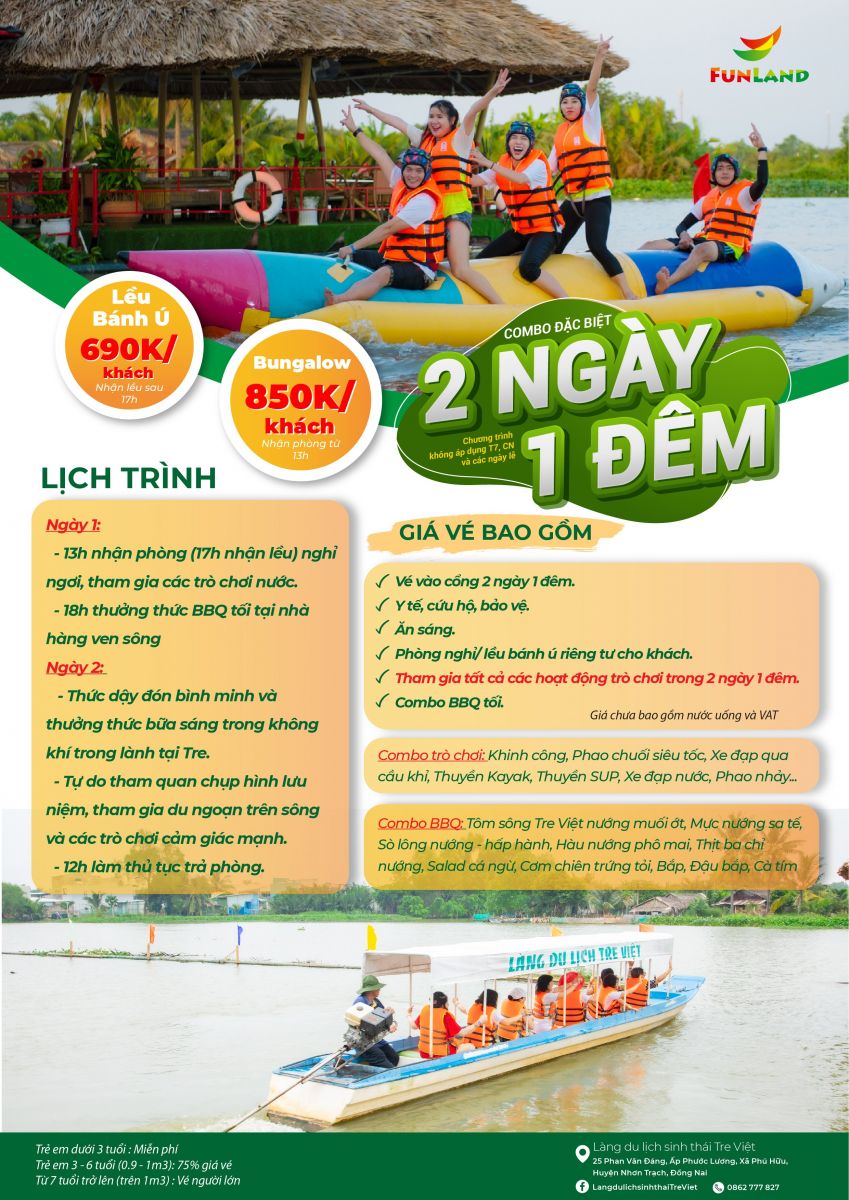 FUNLAND
Lều
Bánh Ú
690K/
khách
Nhận lều sau
17h
Bungalow
850K/
khách
Nhận phòng từ
13h
COMBO ĐẶC BIỆT
2 NGÀY
1 ĐÊM
Chương trình
không áp dụng T7, CN
và các ngày lễ
LỊCH TRÌNH
Ngày 1:
- 13h nhận phòng (17h nhận lều) nghỉ
ngơi, tham gia các trò chơi nước.
- 18h thưởng thức BBQ tối tại nhà
hàng ven sông
Ngày 2:
- Thức dậy đón bình minh và
thưởng thức bữa sáng trong không
khí trong lành tại Tre.
- Tự do tham quan chụp hình lưu
niệm, tham gia du ngoạn trên sông
và các trò chơi cảm giác mạnh.
- 12h làm thủ tục trả phòng.
GIÁ VÉ BAO GỒM
✓ Vé vào cổng 2 ngày 1 đêm.
✓ Y tế, cứu hộ, bảo vệ.
✓ Ăn sáng.
✓ Phòng nghỉ/ lều bánh ú riêng tư cho khách.
✓ Tham gia tất cả các hoạt động trò chơi trong 2 ngày 1 đêm.
✓ Combo BBQ tối.
Giá chưa bao gồm nước uống và VAT
Combo trò chơi: Khinh công, Phao chuối siêu tốc, Xe đạp qua
cầu khỉ, Thuyền Kayak, Thuyền SUP, Xe đạp nước, Phao nhảy...
Combo BBQ: Tôm sông Tre Việt nướng muối ớt, Mực nướng sa tế,
Sò lông nướng - hấp hành, Hàu nướng phô mai, Thịt ba chỉ
nướng, Salad cá ngừ, Cơm chiên trứng tỏi, Bắp, Đậu bắp, Cà tím
LÀNG DU LỊCH TRE VIỆT
Trẻ em dưới 3 tuổi : Miễn phí
Trẻ em 3 - 6 tuổi (0.9 - 1m3): 75% giá vé
Từ 7 tuổi trở lên (trên 1m3) : Vé người lớn
Làng du lịch sinh thái Tre Việt
25 Phan Văn Đáng, Ấp Phước Lương, Xã Phú Hữu,
Huyện Nhơn Trạch, Đồng Nai
LangdulichsinhthaiTreViet 0862 777 827